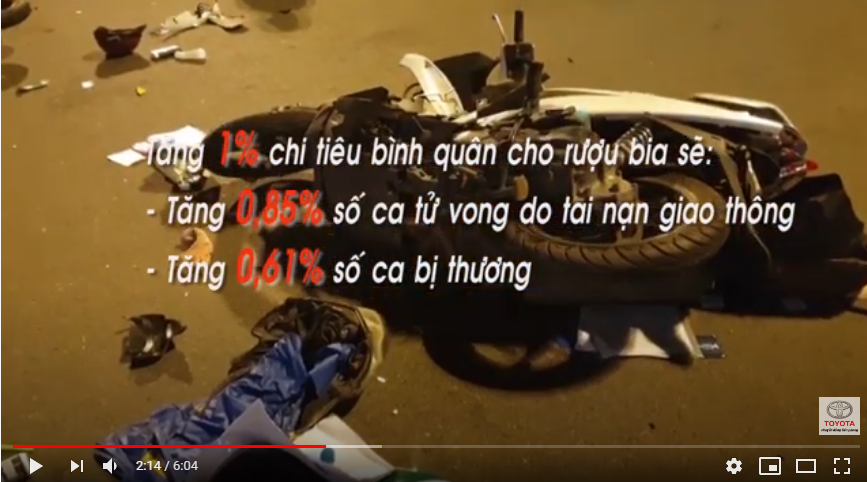 Tăng 1% chi tiêu bình quân cho rượu bia sẽ:
- Tăng 0,85% số ca tử vong do tai nạn giao thông
- Tăng 0,61% số ca bị thương
TOYOTA
2:14 / 6:04